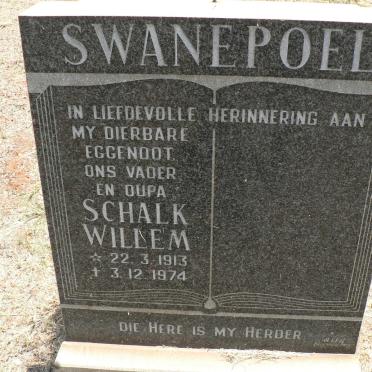 SWANEPOEL
IN LIEFDEVOLLE HERINNERING AAN
MY DIERBARE
EGGENOOT
ONS VADER
EN OUPA
SCHALK
WILLEM
☆ 22.3.1913
✝ 3.12.1974
DIE HERE IS MY HERDER